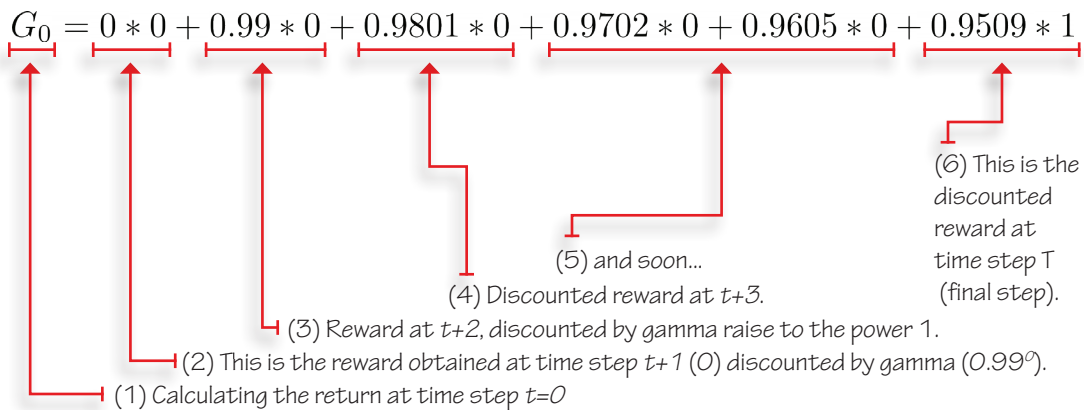 G₀ = 0 * 0 + 0.99 * 0 + 0.9801 * 0 + 0.9702 * 0 + 0.9605 * 0 + 0.9509 * 1
(6) This is the
discounted
reward at
time step T
(final step).
(5) and soon...
(4) Discounted reward at t+3.
(3) Reward at t+2, discounted by gamma raise to the power 1.
(2) This is the reward obtained at time step t+1 (0) discounted by gamma (0.99⁰).
(1) Calculating the return at time step t=0